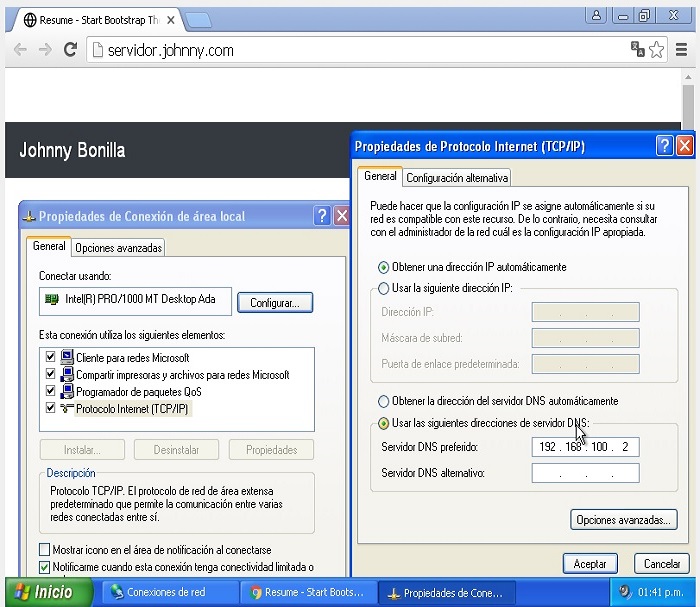 Resume - Start Bootstrap Th
servidor.johnny.com
Johnny Bonilla
Propiedades de Conexión de área local
General
Opciones avanzadas
Conectar usando:
Intel(R) PRO/1000 MT Desktop Ada
Configurar...
Esta conexión utiliza los siguientes elementos:
Cliente para redes Microsoft
Compartir impresoras y archivos para redes Microsoft
Programador de paquetes QoS
Protocolo Internet (TCP/IP)
Instalar...
Desinstalar
Propiedades
Descripción
Protocolo TCP/IP. El protocolo de red de área extensa
predeterminado que permite la comunicación entre varias
redes conectadas entre sí.
Mostrar icono en el área de notificación al conectarse
Notificarme cuando esta conexión tenga conectividad limitada o
Propiedades de Protocolo Internet (TCP/IP)
General
Configuración alternativa
Puede hacer que la configuración IP se asigne automáticamente si su
red es compatible con este recurso. De lo contrario, necesita consultar
con el administrador de la red cuál es la configuración IP apropiada.
Obtener una dirección IP automáticamente
Usar la siguiente dirección IP:
Dirección IP:
Máscara de subred:
Puerta de enlace predeterminada:
Obtener la dirección del servidor DNS automáticamente
Usar las siguientes direcciones de servidor DNS:
Servidor DNS preferido:
192 . 168 . 100 . 2
Servidor DNS alternativo:
Opciones avanzadas...
Aceptar
Cancelar
Inicio
Conexiones de red
Resume - Start Boots...
Propiedades de Cone...
01:41 p.m.